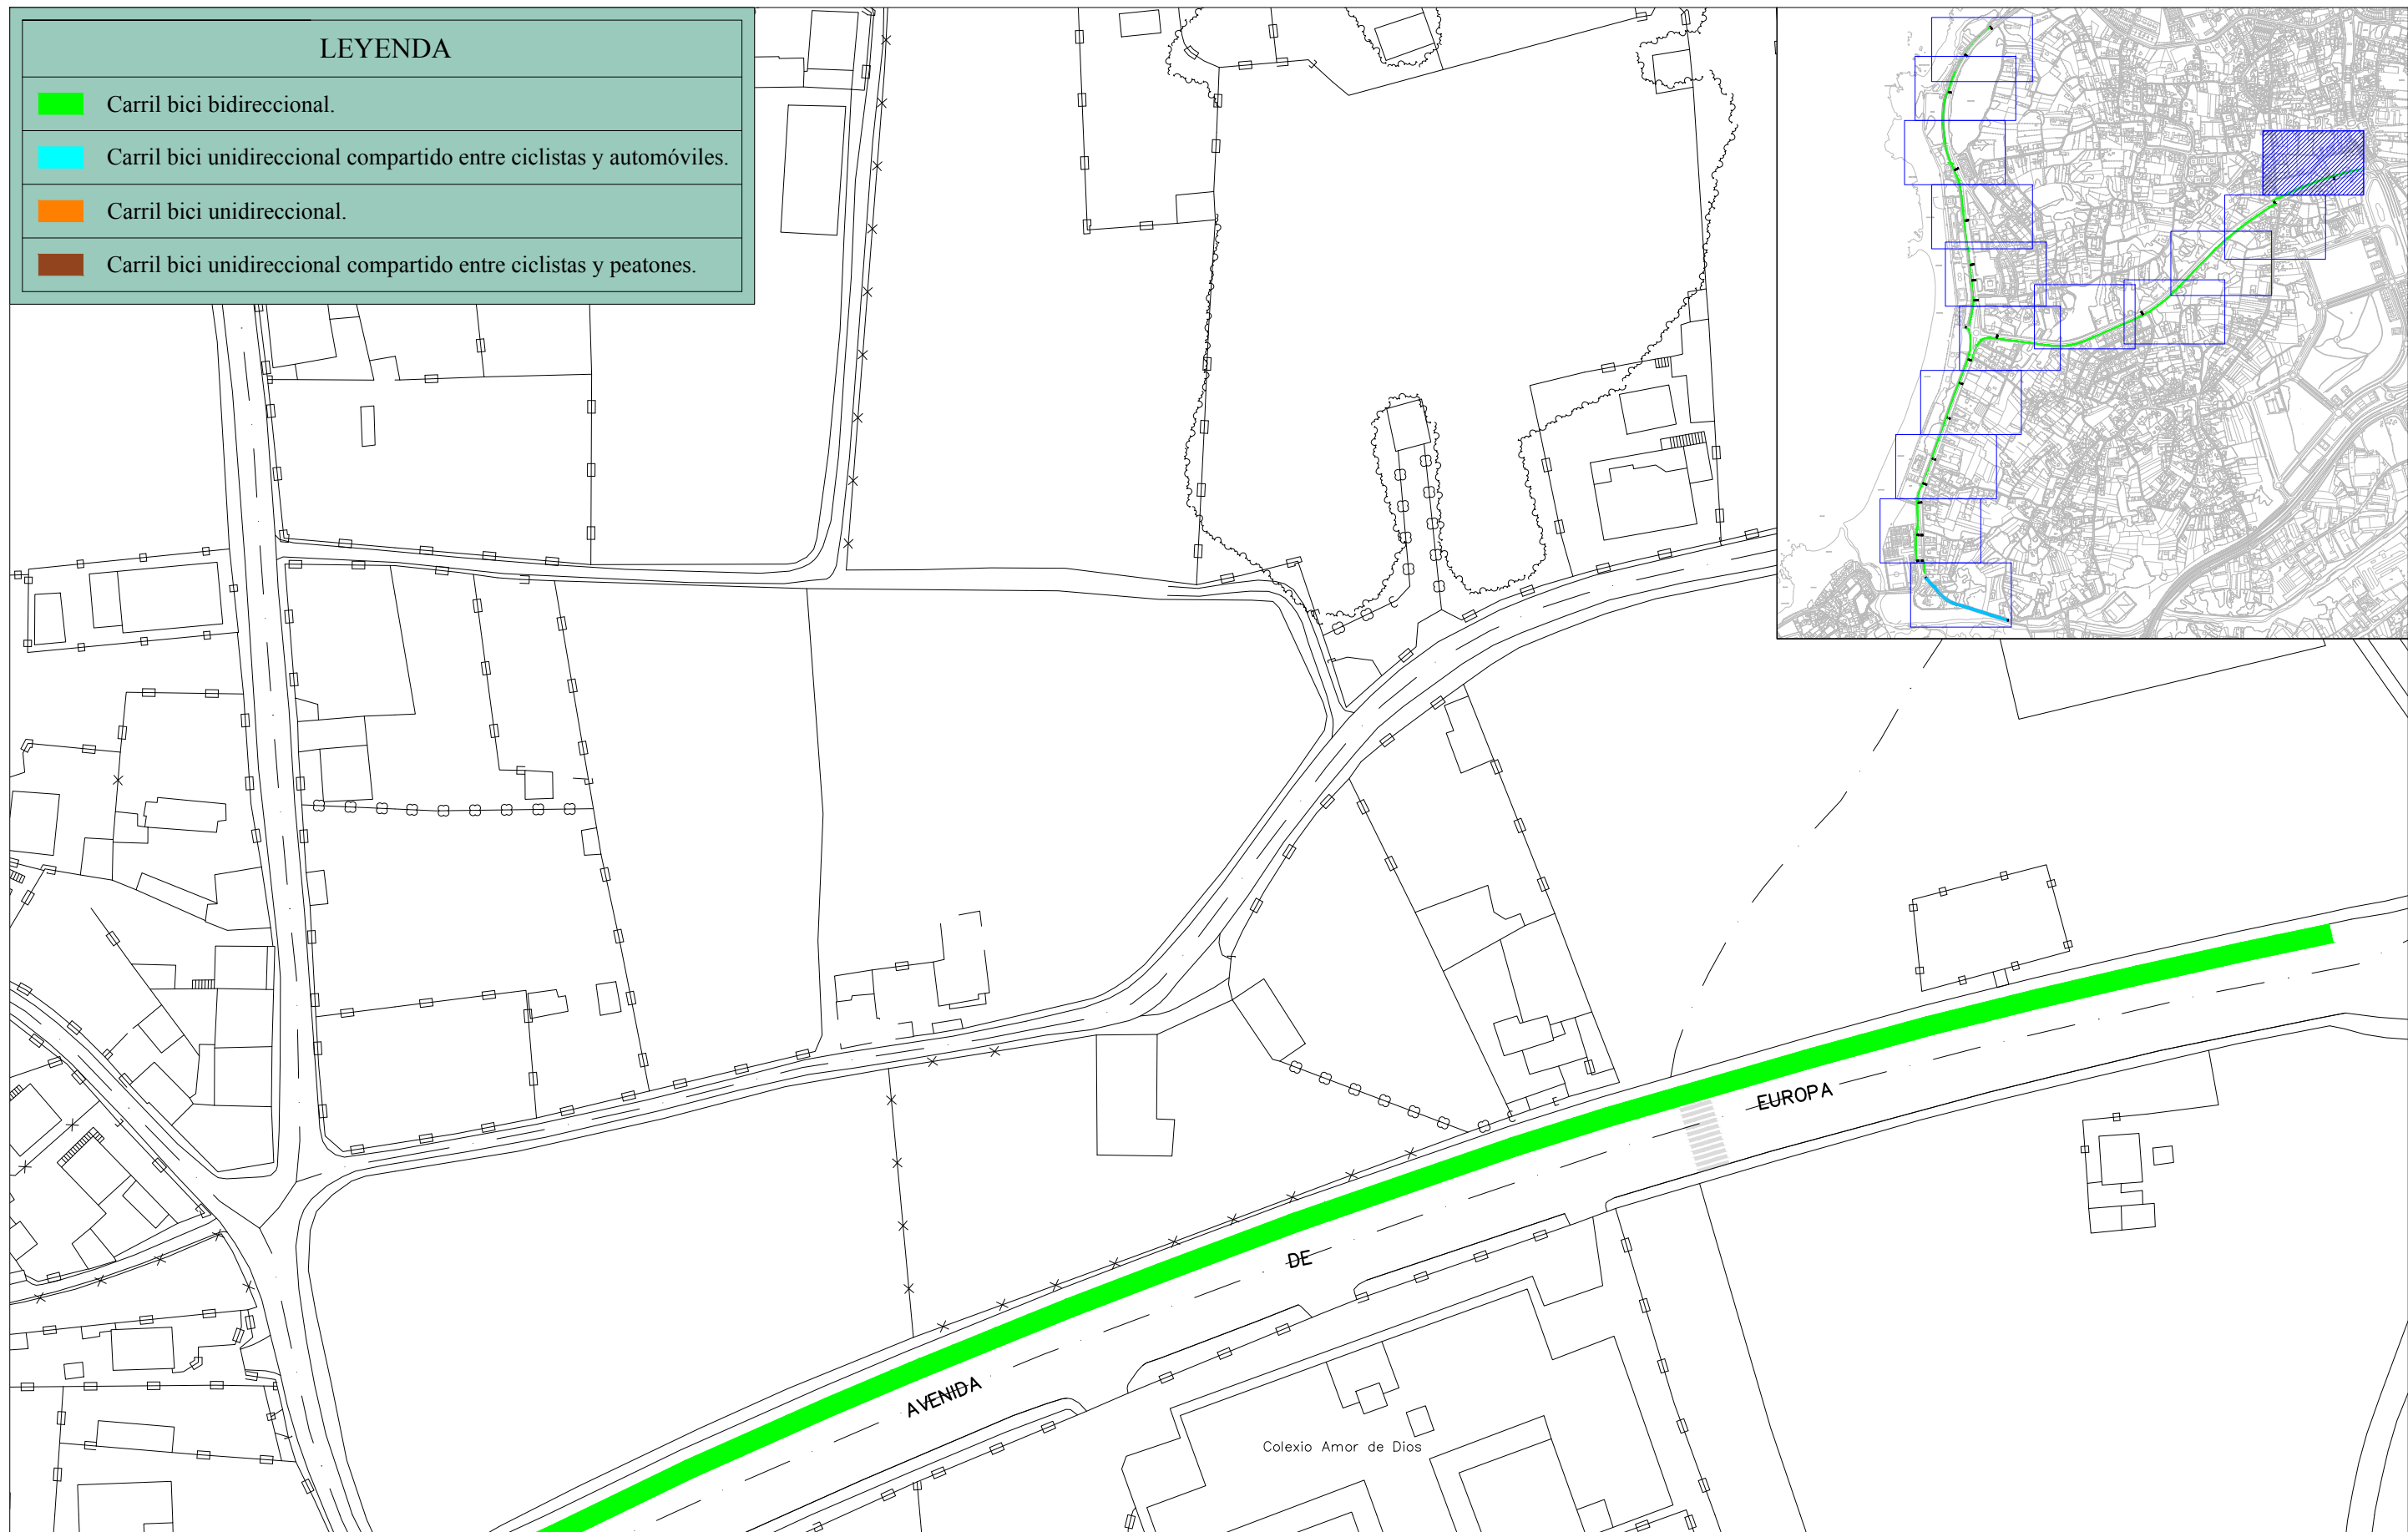 LEYENDA
Carril bici bidireccional.
Carril bici unidireccional compartido entre ciclistas y automóviles.
Carril bici unidireccional.
Carril bici unidireccional compartido entre ciclistas y peatones.
EUROPA
DE
AVENIDA
Colexio Amor de Dios